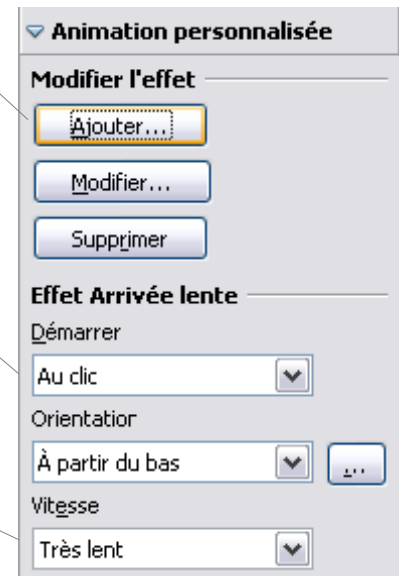 Animation personnalisée
Modifier l'effet
Ajouter...
Modifier...
Supprimer
Effet Arrivée lente
Démarrer
Au clic
Orientation
À partir du bas
...
Vitesse
Très lent